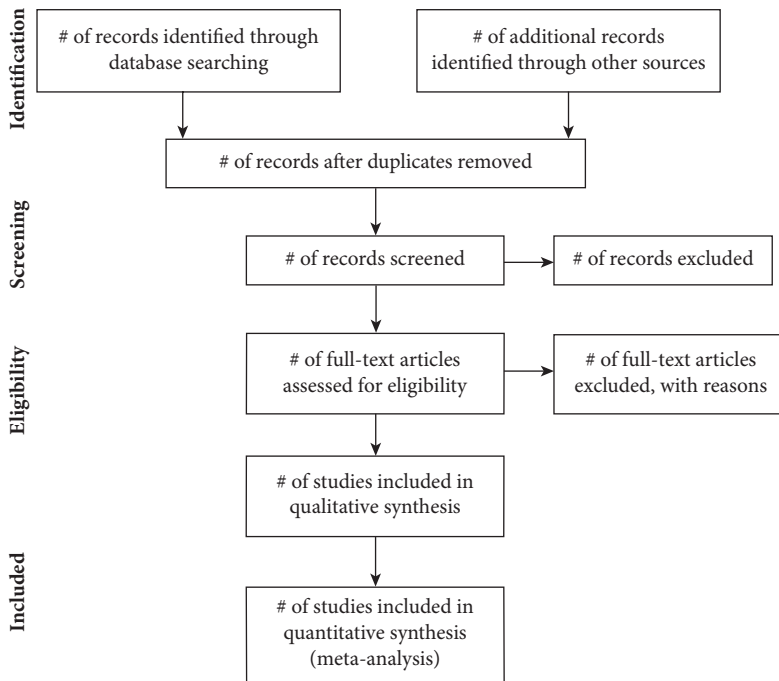 Identification
# of records identified through
database searching
# of additional records
identified through other sources
# of records after duplicates removed
Screening
# of records screened
# of records excluded
Eligibility
# of full-text articles
assessed for eligibility
# of full-text articles
excluded, with reasons
# of studies included in
qualitative synthesis
Included
# of studies included in
quantitative synthesis
(meta-analysis)